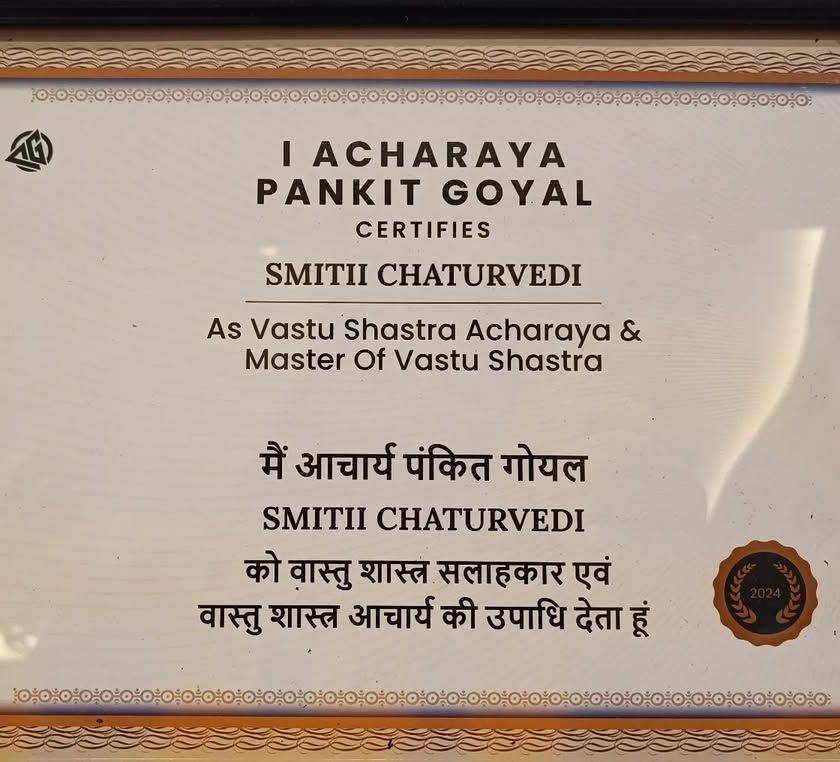 I ACHARAYA
PANKIT GOYAL
CERTIFIES
SMITII CHATURVEDI
As Vastu Shastra Acharaya &
Master Of Vastu Shastra
मैं आचार्य पंकित गोयल
SMITII CHATURVEDI
को वास्तु शास्त्र सलाहकार एवं
वास्तु शास्त्र आचार्य की उपाधि देता हूं
2024